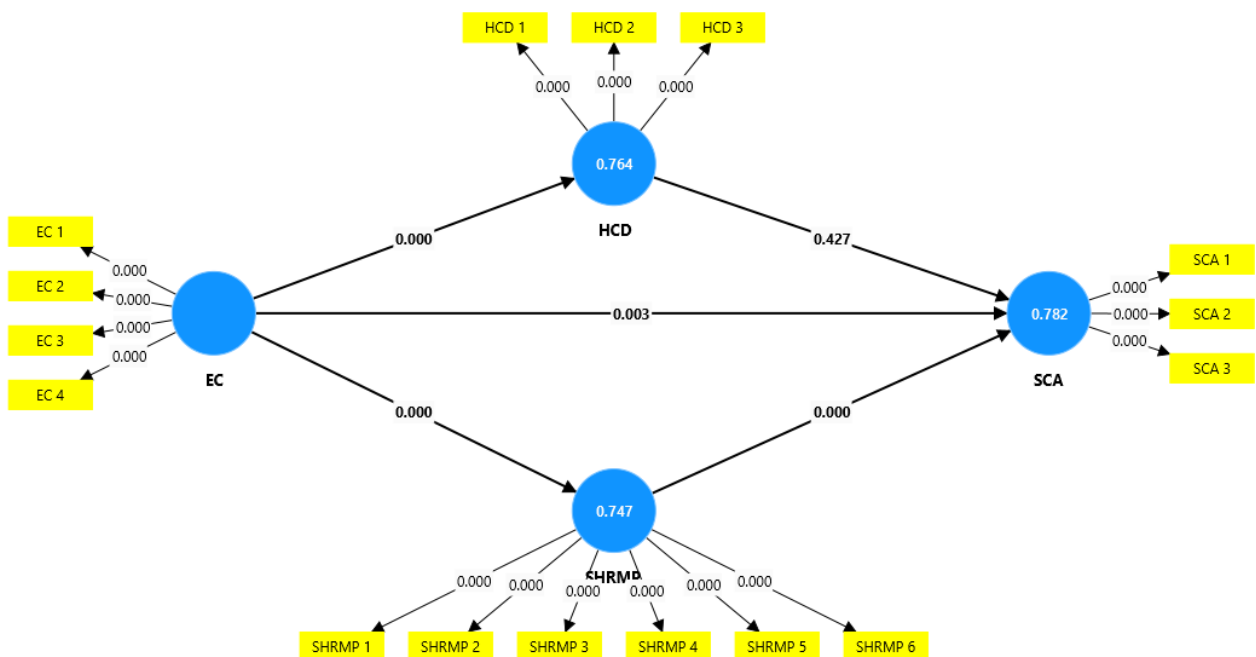 HCD 1
HCD 2
HCD 3
0.000
0.000
0.000
0.764
HCD
EC 1
EC 2
EC 3
EC 4
0.000
0.000
0.000
0.000
EC
0.000
0.003
0.000
0.427
0.000
0.782
SCA
0.000
0.000
0.000
SCA 1
SCA 2
SCA 3
0.747
SHRMP
0.000
0.000
0.000
0.000
0.000
0.000
SHRMP 1
SHRMP 2
SHRMP 3
SHRMP 4
SHRMP 5
SHRMP 6